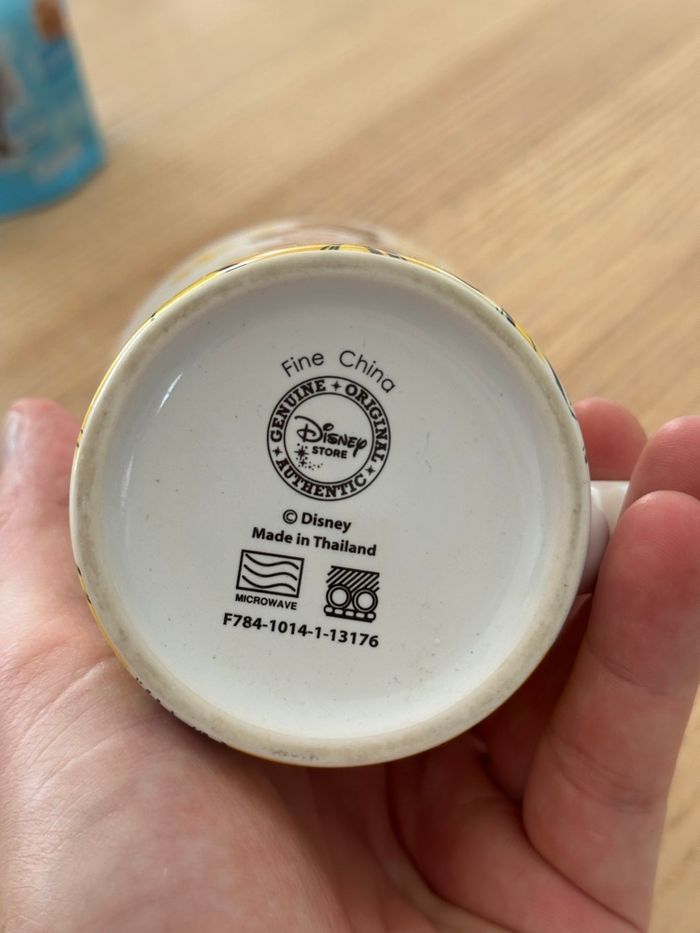 Fine China
GENUINE ✦ ORIGINAL ✦ AUTHENTIC ✦
Disney
STORE
© Disney
Made in Thailand
MICROWAVE
F784-1014-1-13176